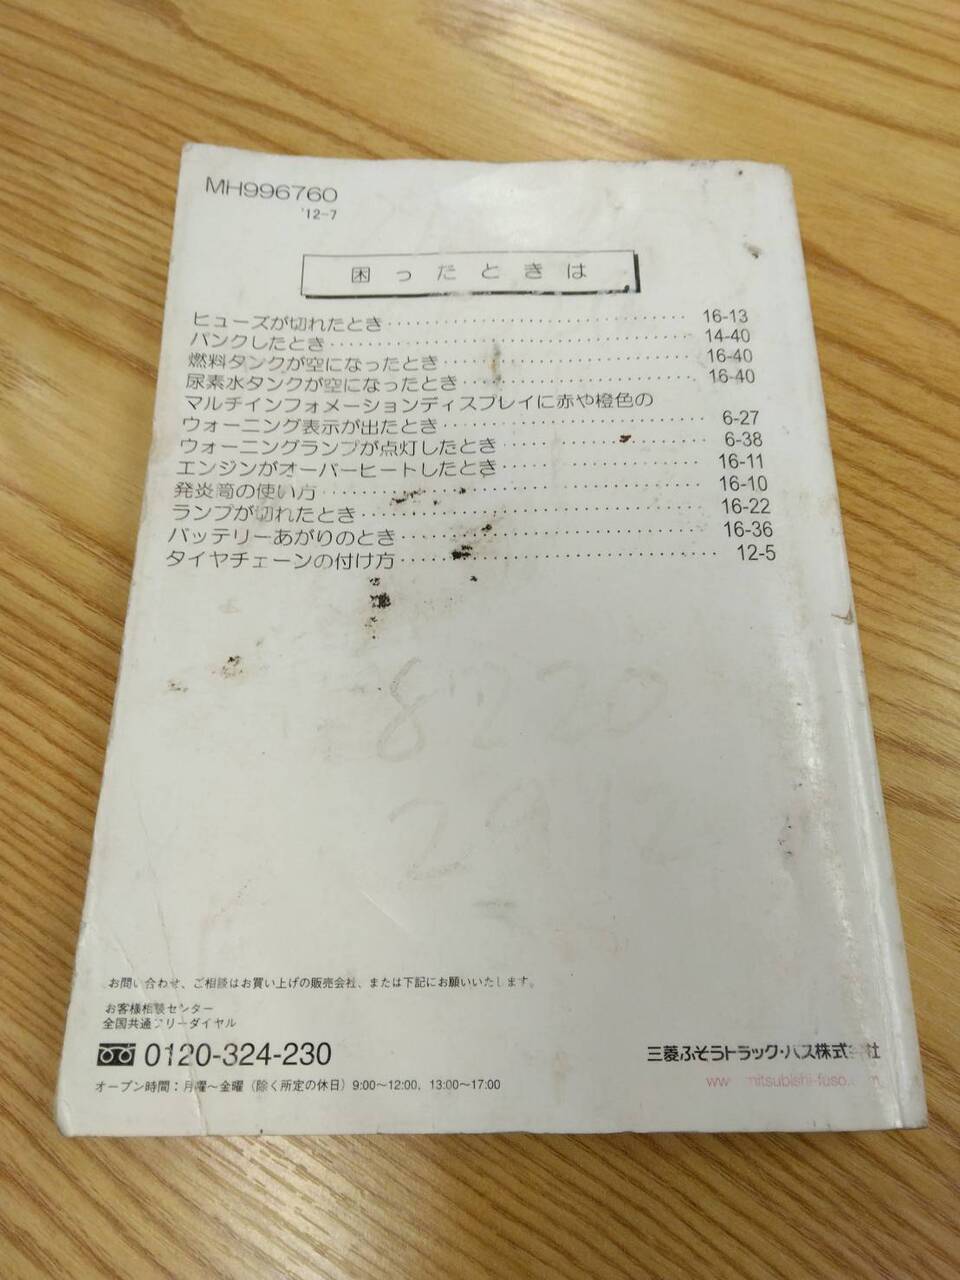 MH996760
'12-7
困ったときは
ヒューズが切れたとき 16-13
パンクしたとき 14-40
燃料タンクが空になったとき 16-40
尿素水タンクが空になったとき 16-40
マルチインフォメーションディスプレイに赤や橙色の
ウォーニング表示が出たとき 6-27
ウォーニングランプが点灯したとき 6-38
エンジンがオーバーヒートしたとき 16-11
発炎筒の使い方 16-10
ランプが切れたとき 16-22
バッテリーあがりのとき 16-36
タイヤチェーンの付け方 12-5
8220
2912
お問い合わせ、ご相談はお買い上げの販売会社、または下記にお願いいたします。
お客様相談センター
全国共通フリーダイヤル
0120-324-230
オープン時間:月曜〜金曜(除く所定の休日)9:00〜12:00、13:00〜17:00
三菱ふそうトラック・バス株式会社
www.mitsubishi-fuso.com